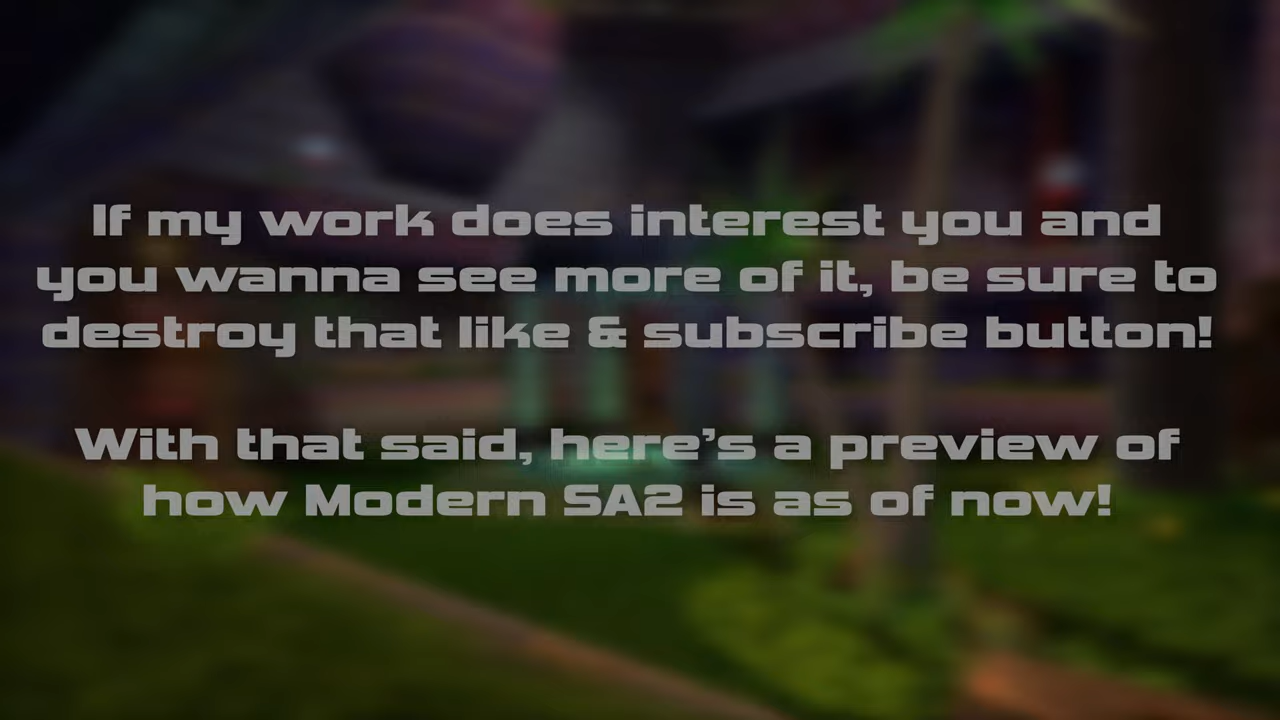 If my work does interest you and
you wanna see more of it, be sure to
destroy that like & subscribe button!
With that said, here's a preview of
how Modern SA2 is as of now!